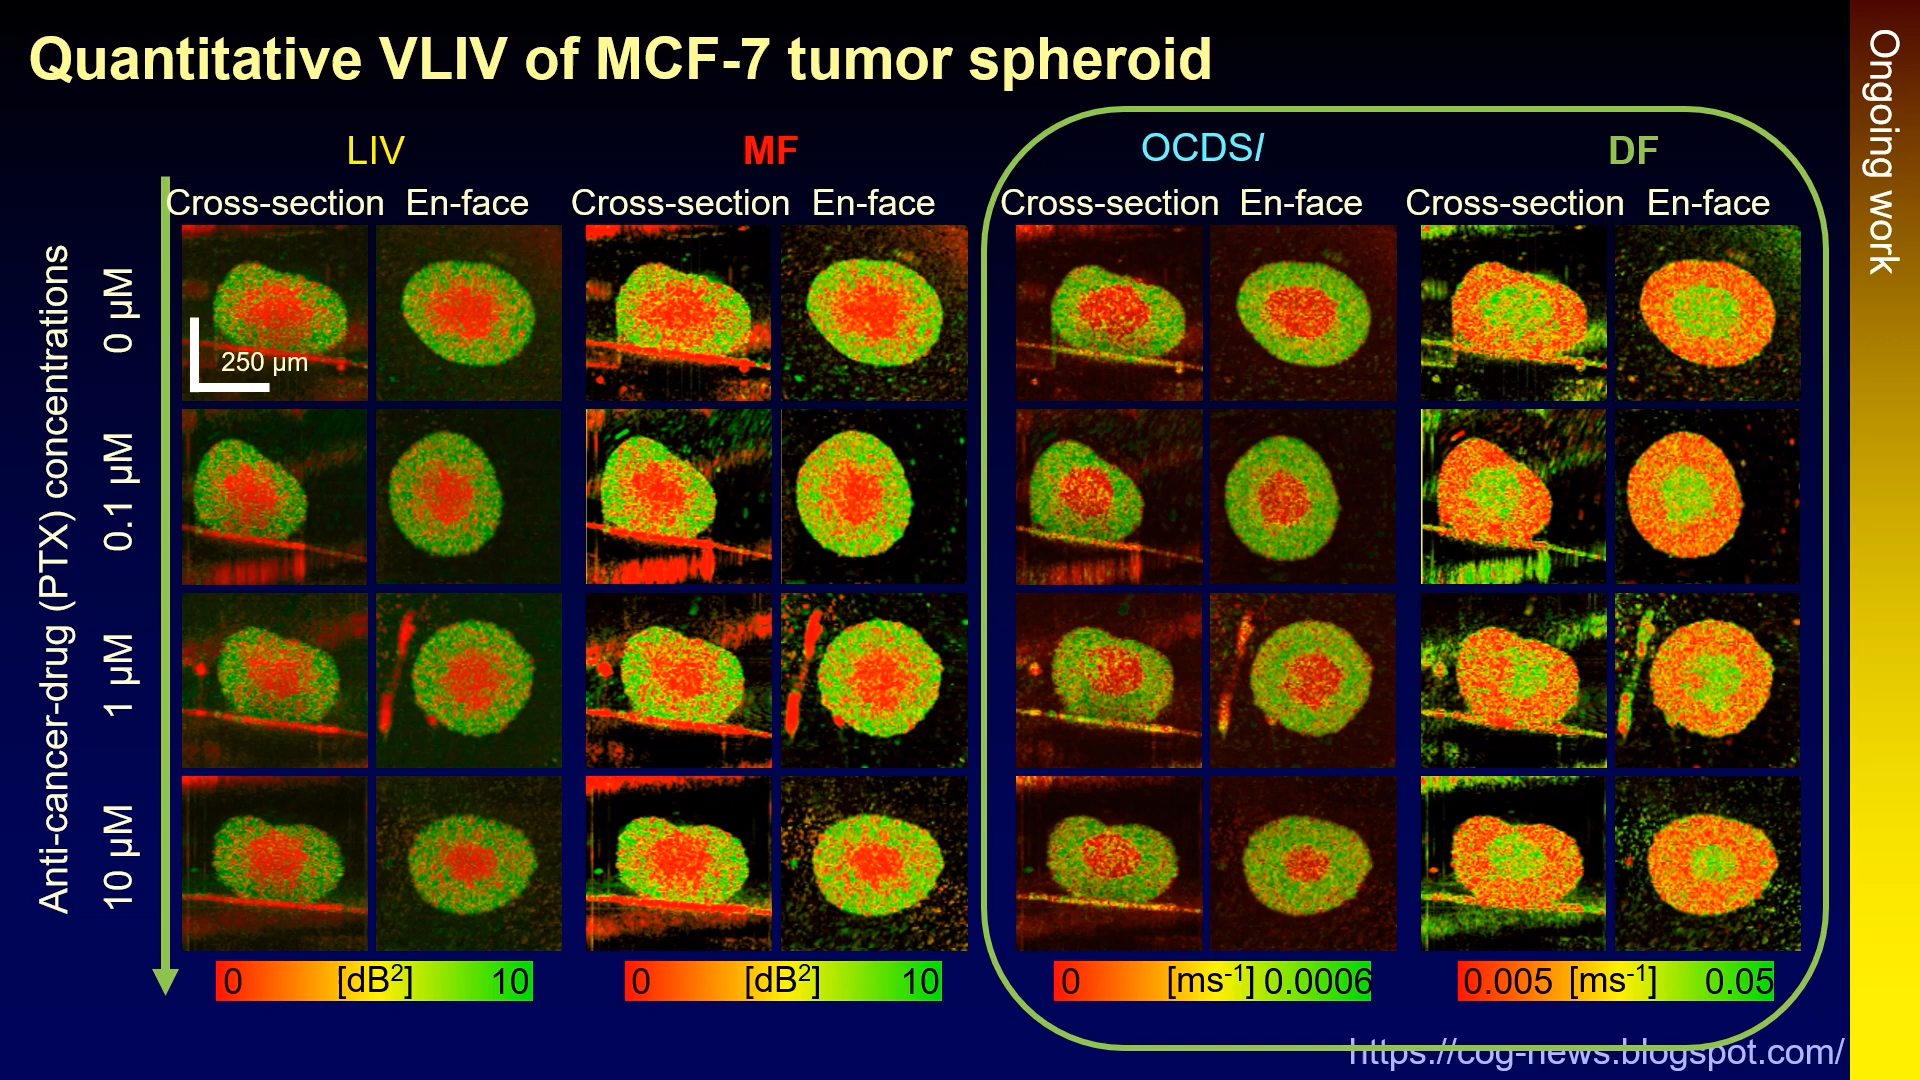 Quantitative VLIV of MCF-7 tumor spheroid
Ongoing work
LIV
MF
OCDSl
DF
Cross-section En-face
Cross-section En-face
Cross-section En-face
Cross-section En-face
Anti-cancer-drug (PTX) concentrations
0 µM
250 µm
0.1 µM
1 µM
10 µM
0 [dB²] 10
0 [dB²] 10
0 [ms⁻¹] 0.0006
0.005 [ms⁻¹] 0.05
https://cog-news.blogspot.com/